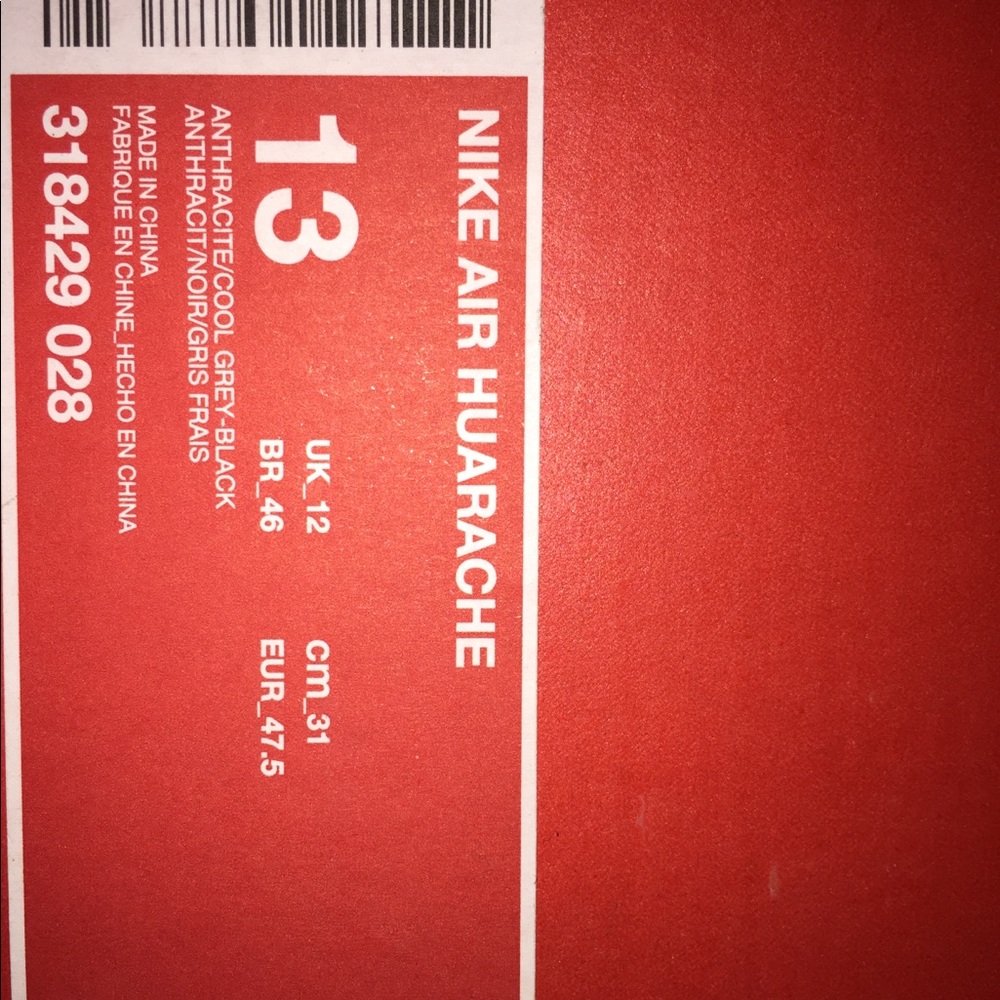 NIKE AIR HUARACHE
13
UK_12
cm_31
BR_46
EUR_47.5
ANTHRACITE/COOL GREY-BLACK
ANTHRACIT/NOIR/GRIS FRAIS
MADE IN CHINA
FABRIQUE EN CHINE_HECHO EN CHINA
318429 028